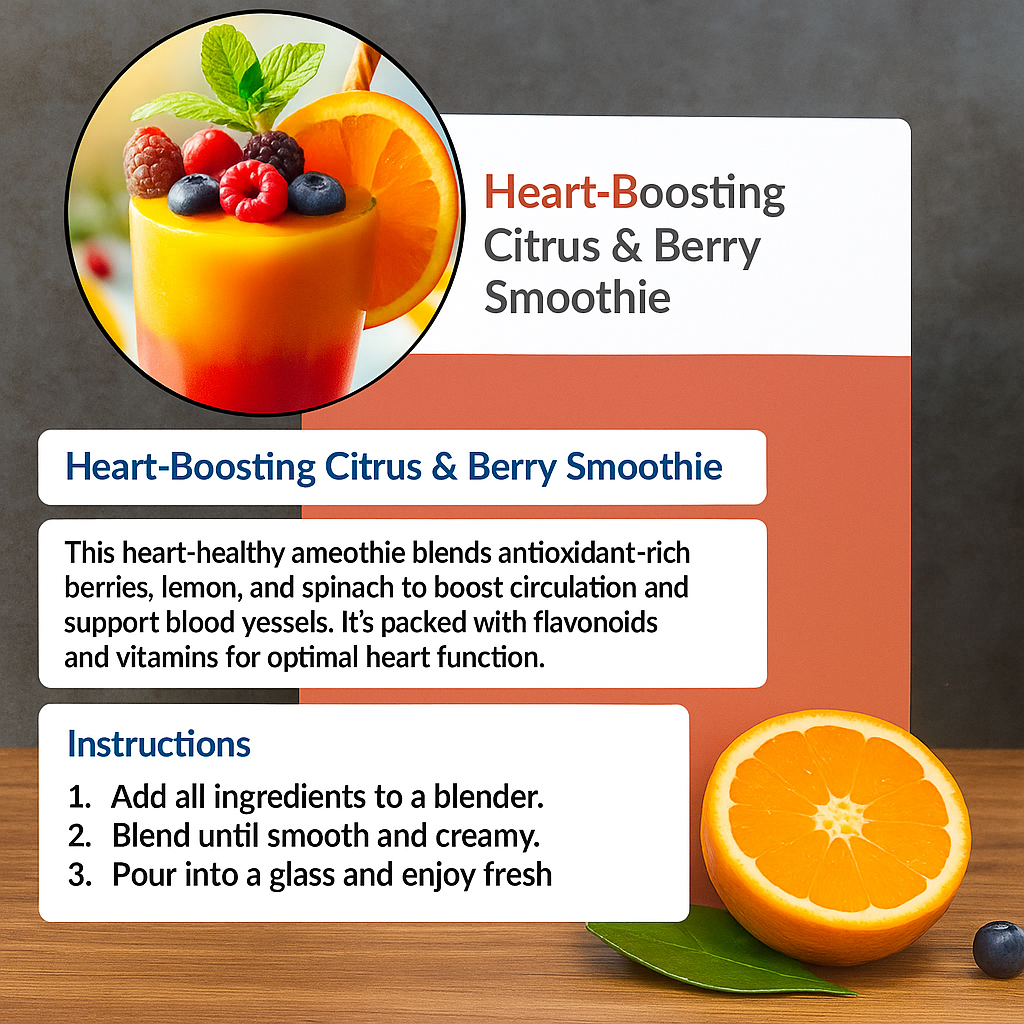 Heart-Boosting
Citrus & Berry
Smoothie
Heart-Boosting Citrus & Berry Smoothie
This heart-healthy ameothie blends antioxidant-rich
berries, lemon, and spinach to boost circulation and
support blood yessels. It’s packed with flavonoids
and vitamins for optimal heart function.
Instructions
1. Add all ingredients to a blender.
2. Blend until smooth and creamy.
3. Pour into a glass and enjoy fresh